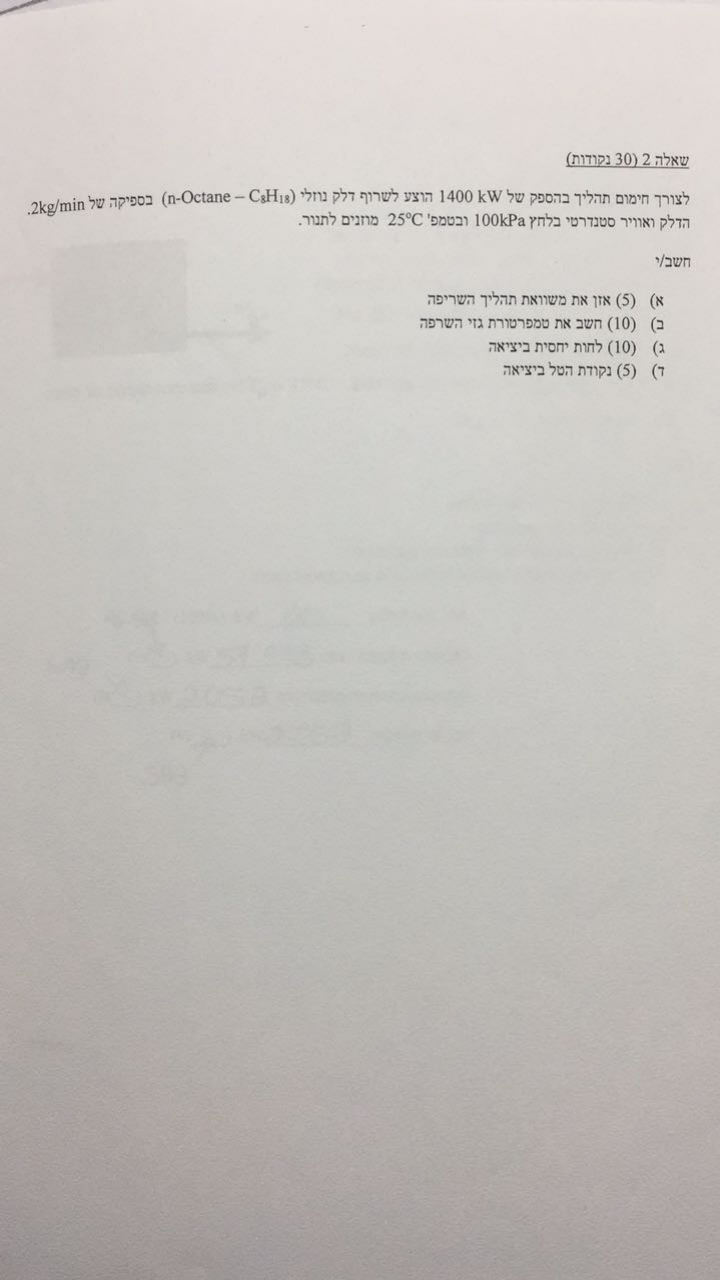 שאלה 2 (30 נקודות)
לצורך חימום תהליך בהספק של 1400 kW הוצע לשרוף דלק נוזלי (n-Octane – C₈H₁₈) בספיקה של 2kg/min.
הדלק ואוויר סטנדרטי בלחץ 100kPa ובטמפ' 25°C מוזנים לתנור.
חשב/י
א) (5) אזן את משוואת תהליך השריפה
ב) (10) חשב את טמפרטורת גזי השרפה
ג) (10) לחות יחסית ביציאה
ד) (5) נקודת הטל ביציאה